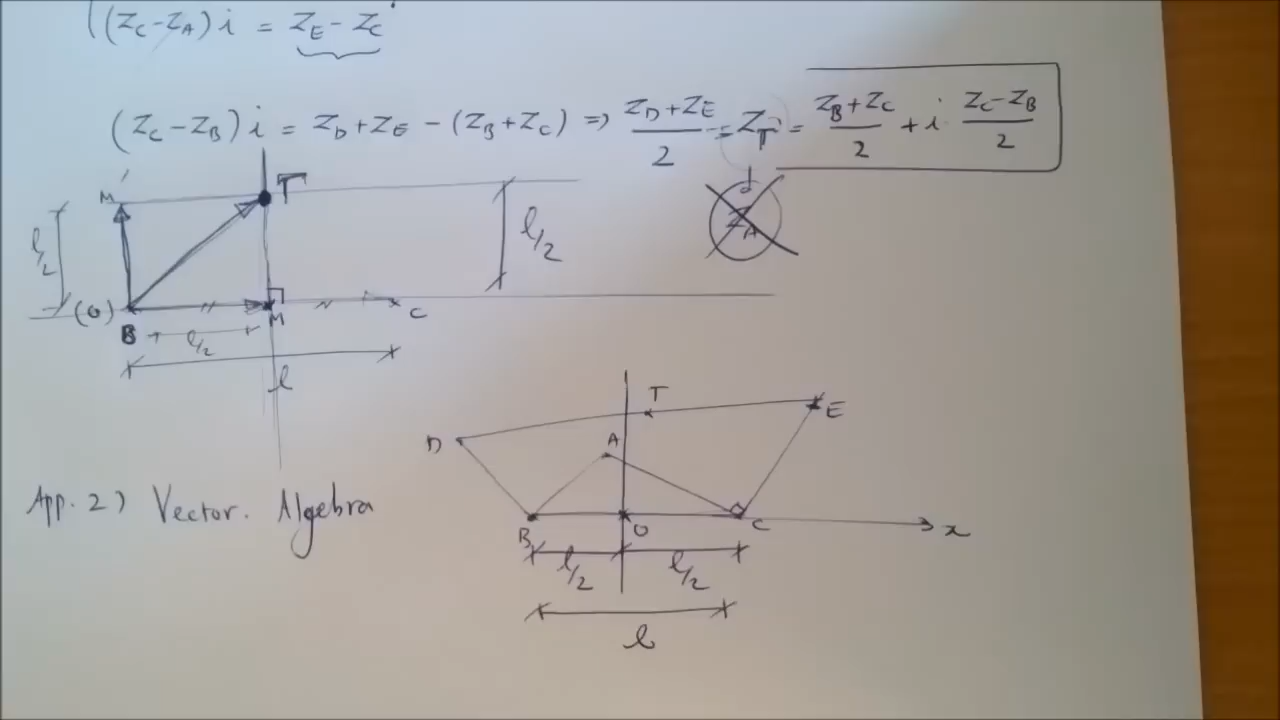 ((Z_C-Z_A)i = Z_E - Z_C
(Z_C-Z_B)i = Z_D+Z_E-(Z_B+Z_C) ⇒ (Z_D+Z_E)/2 = Z_T = (Z_B+Z_C)/2 + i · (Z_C-Z_B)/2
M' T
l/2 l/2 Z_A
(0) B M C
l/2
l
T
D A E
App. 2) Vector. Algebra
B O C x
l/2 l/2
l